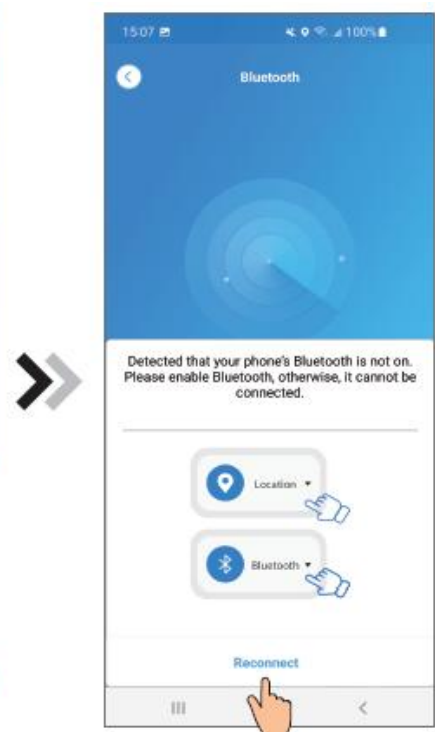 15:07 100%
Bluetooth
Detected that your phone's Bluetooth is not on.
Please enable Bluetooth, otherwise, it cannot be
connected.
Location
Bluetooth
Reconnect